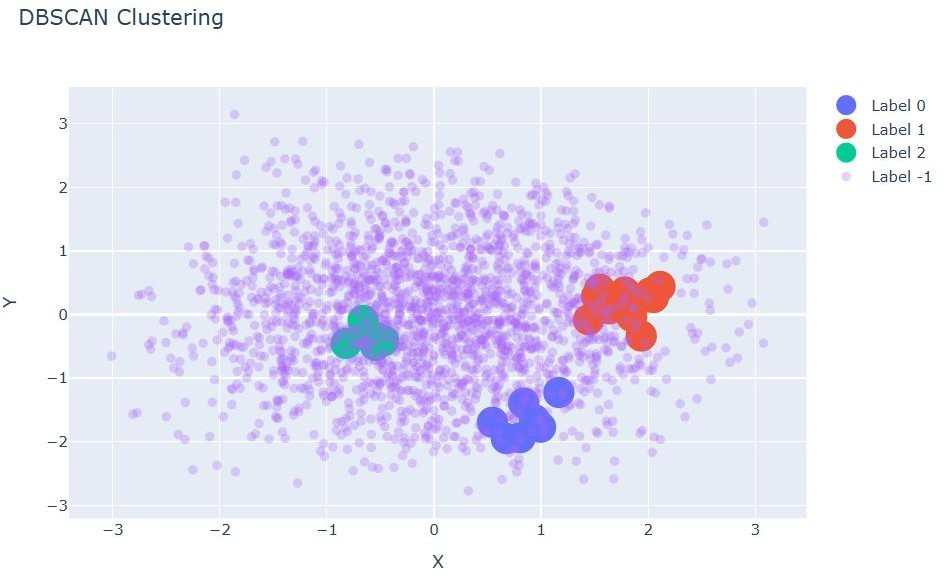 DBSCAN Clustering
Label 0
Label 1
Label 2
Label -1
3
2
1
0
−1
−2
−3
Y
−3 −2 −1 0 1 2 3
X